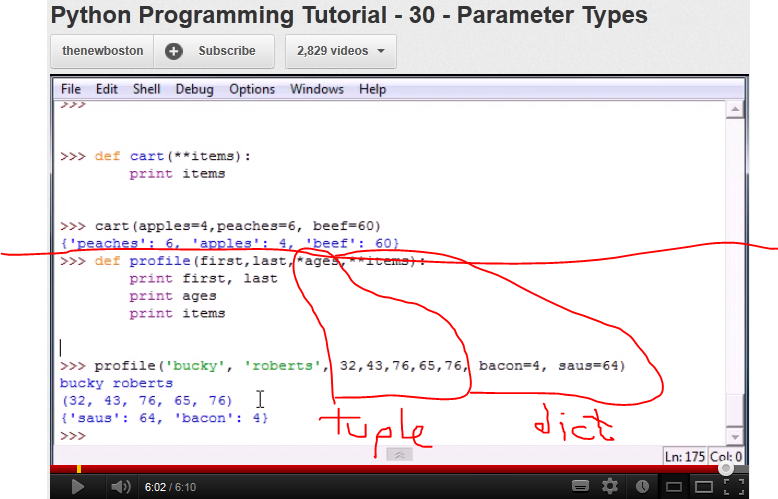 Python Programming Tutorial - 30 - Parameter Types
thenewboston Subscribe 2,829 videos
File Edit Shell Debug Options Windows Help
>>>
>>> def cart(**items):
print items
>>> cart(apples=4,peaches=6, beef=60)
{'peaches': 6, 'apples': 4, 'beef': 60}
>>> def profile(first,last,*ages,**items):
print first, last
print ages
print items
>>> profile('bucky', 'roberts', 32,43,76,65,76, bacon=4, saus=64)
bucky roberts
(32, 43, 76, 65, 76)
{'saus': 64, 'bacon': 4}
>>>
tuple dict
Ln: 175 Col: 0
6:02 / 6:10